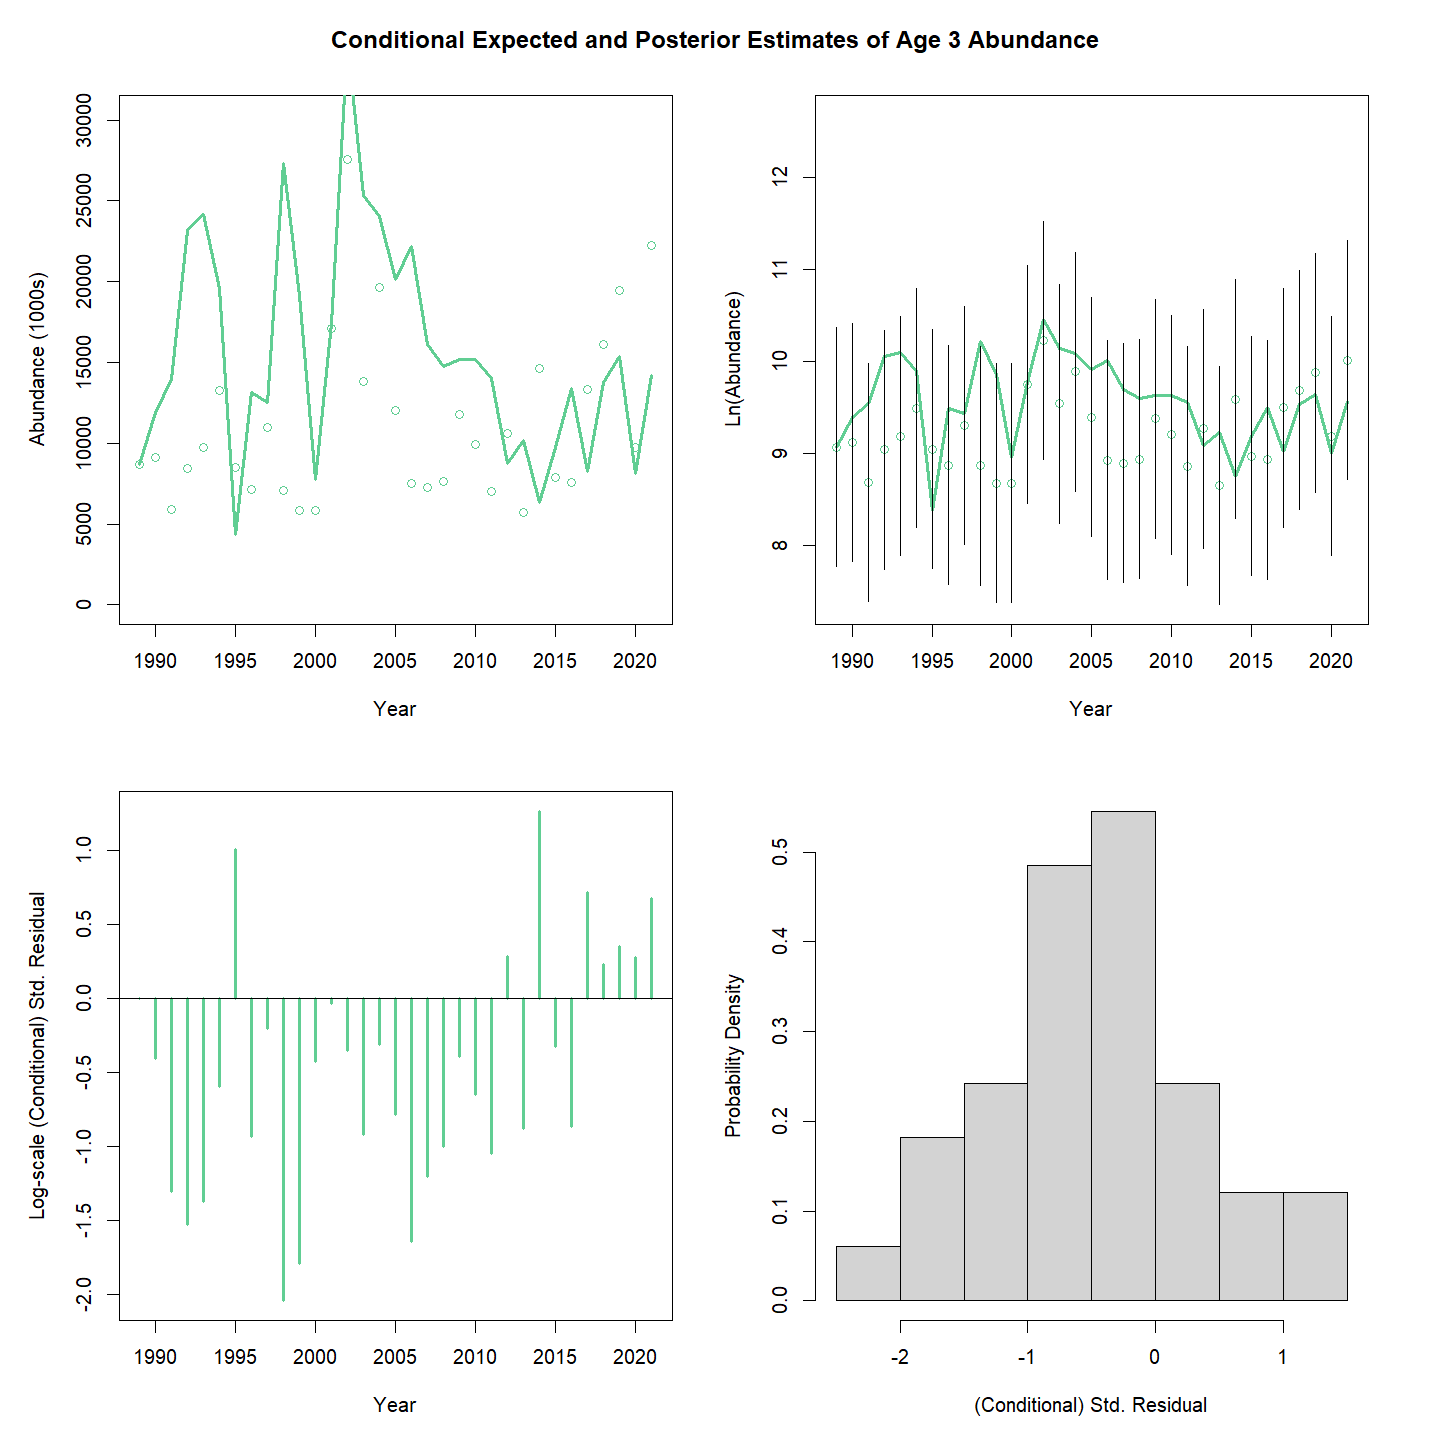 Conditional Expected and Posterior Estimates of Age 3 Abundance
Abundance (1000s)
30000
25000
20000
15000
10000
5000
0
1990 1995 2000 2005 2010 2015 2020
Year
Ln(Abundance)
12
11
10
9
8
1990 1995 2000 2005 2010 2015 2020
Year
Log-scale (Conditional) Std. Residual
1.0
0.5
0.0
-0.5
-1.0
-1.5
-2.0
1990 1995 2000 2005 2010 2015 2020
Year
Probability Density
0.5
0.4
0.3
0.2
0.1
0.0
-2 -1 0 1
(Conditional) Std. Residual